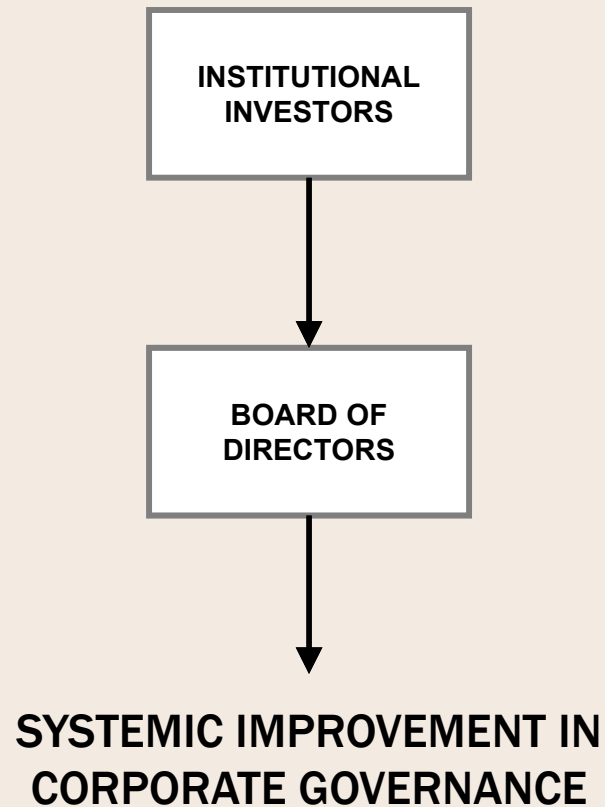 INSTITUTIONAL
INVESTORS
BOARD OF
DIRECTORS
SYSTEMIC IMPROVEMENT IN
CORPORATE GOVERNANCE